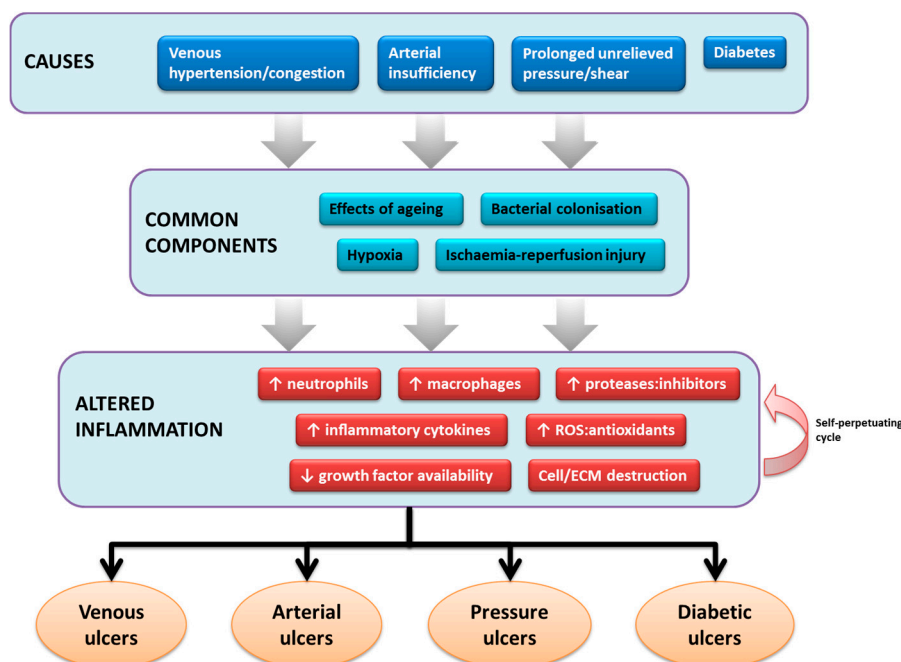 CAUSES
Venous
hypertension/congestion
Arterial
insufficiency
Prolonged unrelieved
pressure/shear
Diabetes
COMMON
COMPONENTS
Effects of ageing
Bacterial colonisation
Hypoxia
Ischaemia-reperfusion injury
ALTERED
INFLAMMATION
↑ neutrophils
↑ macrophages
↑ proteases:inhibitors
↑ inflammatory cytokines
↑ ROS:antioxidants
↓ growth factor availability
Cell/ECM destruction
Self-perpetuating
cycle
Venous
ulcers
Arterial
ulcers
Pressure
ulcers
Diabetic
ulcers